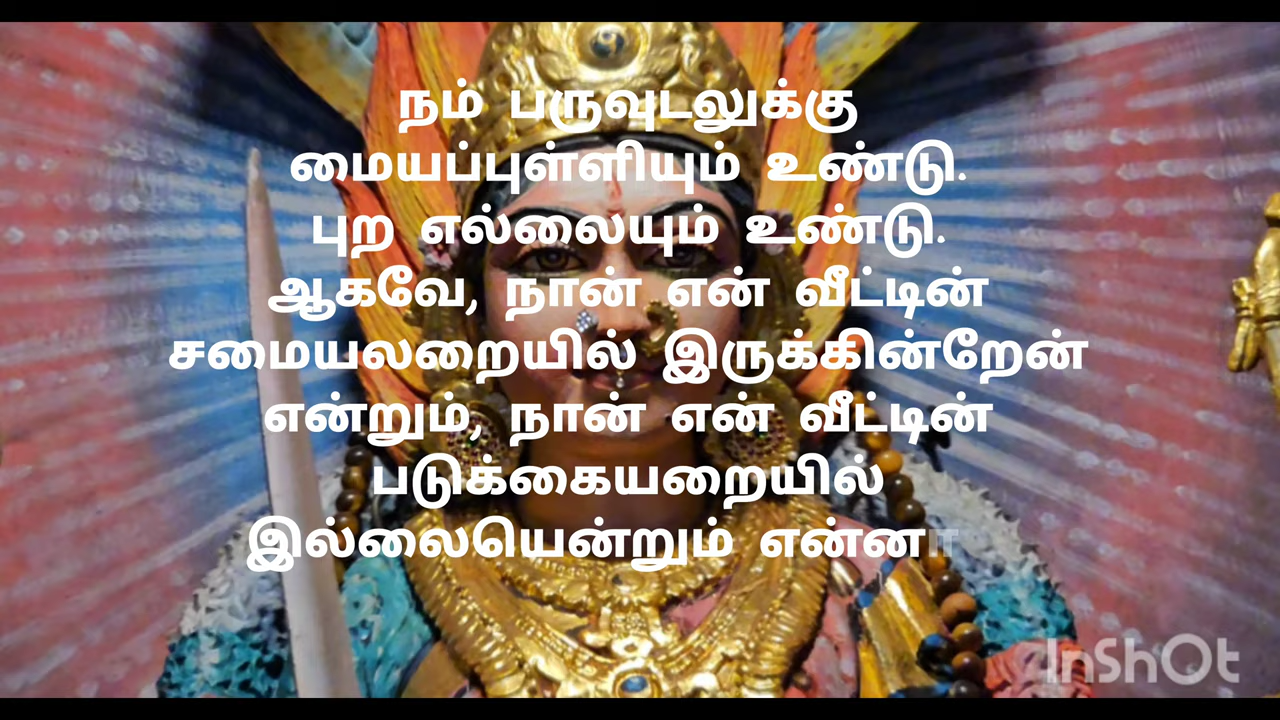 நம் பருவுடலுக்கு
மையப்புள்ளியும் உண்டு.
புற எல்லையும் உண்டு.
ஆகவே, நான் என் வீட்டின்
சமையலறையில் இருக்கின்றேன்
என்றும், நான் என் வீட்டின்
படுக்கையறையில்
இல்லையென்றும் என்னா
InShOt